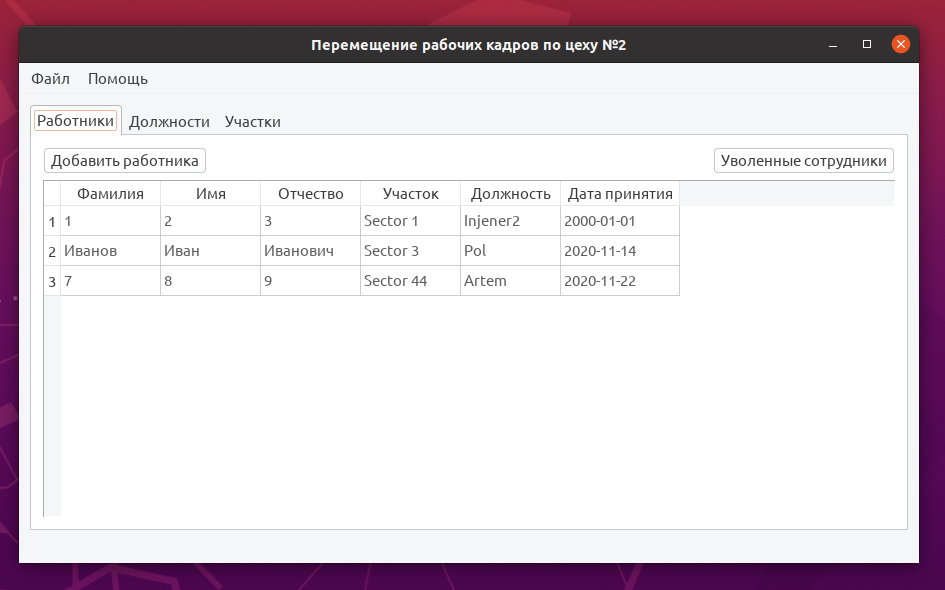 Перемещение рабочих кадров по цеху №2
Файл Помощь
Работники Должности Участки
Добавить работника Уволенные сотрудники
Фамилия Имя Отчество Участок Должность Дата принятия
1 1 2 3 Sector 1 Injener2 2000-01-01
2 Иванов Иван Иванович Sector 3 Pol 2020-11-14
3 7 8 9 Sector 44 Artem 2020-11-22